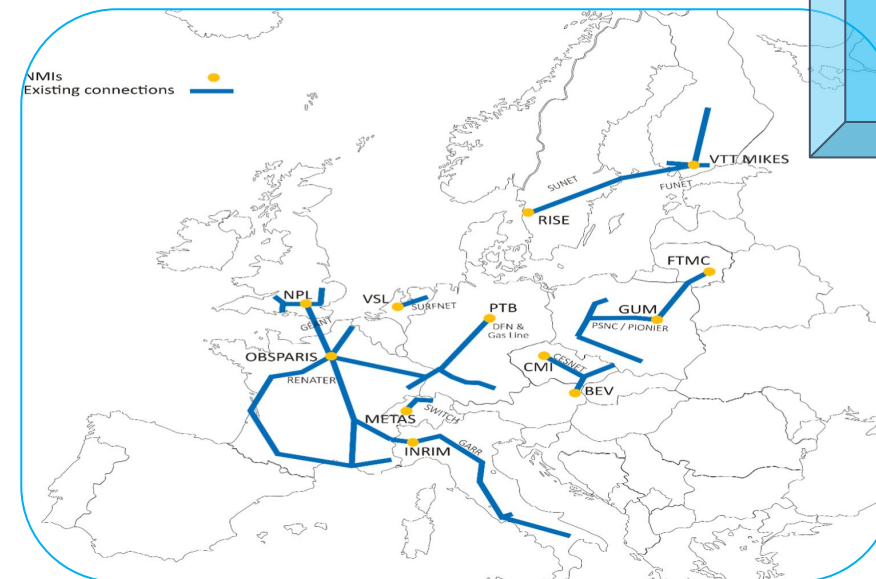 NMIs
Existing connections
VTT MIKES
SUNET
FUNET
RISE
FTMC
NPL
VSL
SURFNET
PTB
DFN &
Gas Line
GUM
PSNC / PIONIER
GEANT
OBSPARIS
RENATER
CMI
CESNET
BEV
METAS
SWITCH
INRIM
GARR